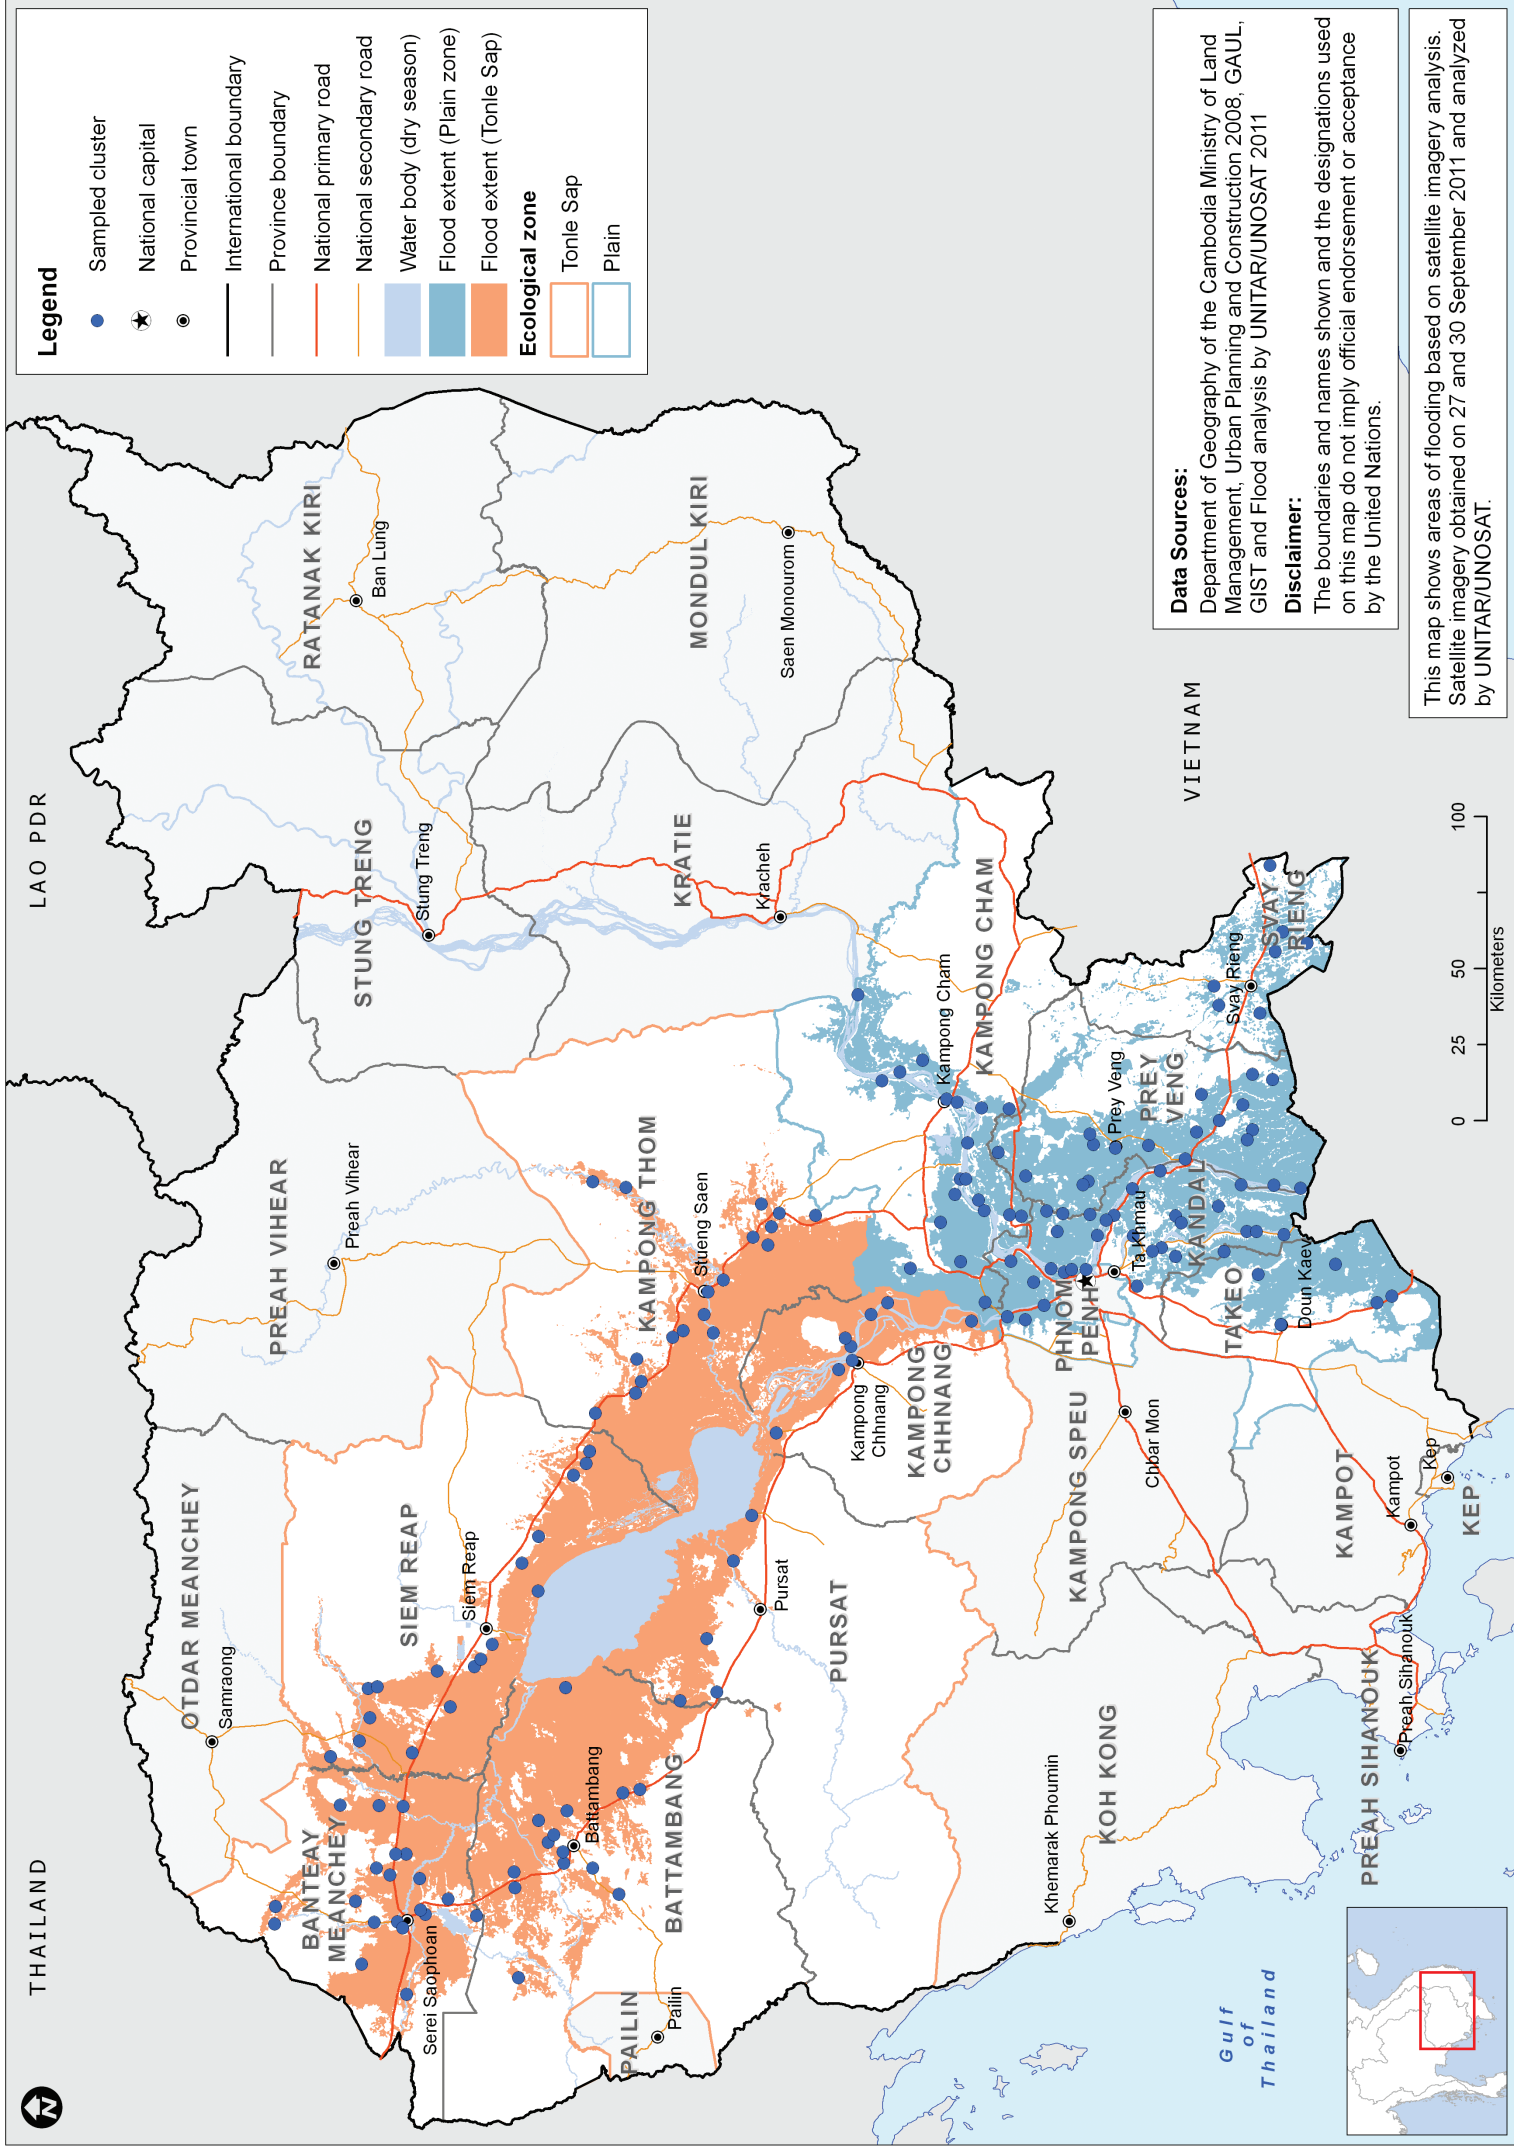 N
THAILAND
LAO PDR
VIETNAM
Gulf
of
Thailand
OTDAR MEANCHEY
Samraong
PREAH VIHEAR
Preah Vihear
STUNG TRENG
Stung Treng
RATANAK KIRI
Ban Lung
BANTEAY
MEANCHEY
Serei Saophoan
SIEM REAP
Siem Reap
KAMPONG THOM
Stueng Saen
KRATIE
Kracheh
MONDUL KIRI
Saen Monourom
PAILIN
Pailin
BATTAMBANG
Battambang
PURSAT
Pursat
KAMPONG
CHHNANG
Kampong
Chhnang
KAMPONG CHAM
Kampong Cham
KOH KONG
Khemarak Phoumin
KAMPONG SPEU
Chbar Mon
PHNOM
PENH
Ta Khmau
KANDAL
PREY
VENG
Prey Veng
SVAY
RIENG
Svay Rieng
TAKEO
Doun Kaev
KAMPOT
Kampot
KEP
Kep
PREAH SIHANOUK
Preah Sihanouk
0
25
50
100
Kilometers
Legend
Sampled cluster
National capital
Provincial town
International boundary
Province boundary
National primary road
National secondary road
Water body (dry season)
Flood extent (Plain zone)
Flood extent (Tonle Sap)
Ecological zone
Tonle Sap
Plain
Data Sources:
Department of Geography of the Cambodia Ministry of Land
Management, Urban Planning and Construction 2008, GAUL,
GIST and Flood analysis by UNITAR/UNOSAT 2011
Disclaimer:
The boundaries and names shown and the designations used
on this map do not imply official endorsement or acceptance
by the United Nations.
This map shows areas of flooding based on satellite imagery analysis.
Satellite imagery obtained on 27 and 30 September 2011 and analyzed
by UNITAR/UNOSAT.